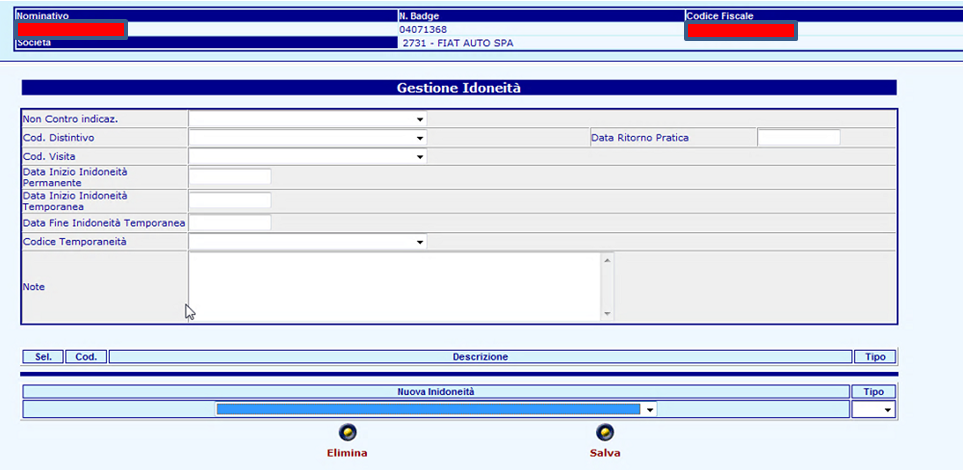 Nominativo N. Badge Codice Fiscale
04071368
Società 2731 - FIAT AUTO SPA
Gestione Idoneità
Non Contro indicaz.
Cod. Distintivo Data Ritorno Pratica
Cod. Visita
Data Inizio Inidoneità
Permanente
Data Inizio Inidoneità
Temporanea
Data Fine Inidoneità Temporanea
Codice Temporaneità
Note
Sel. Cod. Descrizione Tipo
Nuova Inidoneità Tipo
Elimina Salva